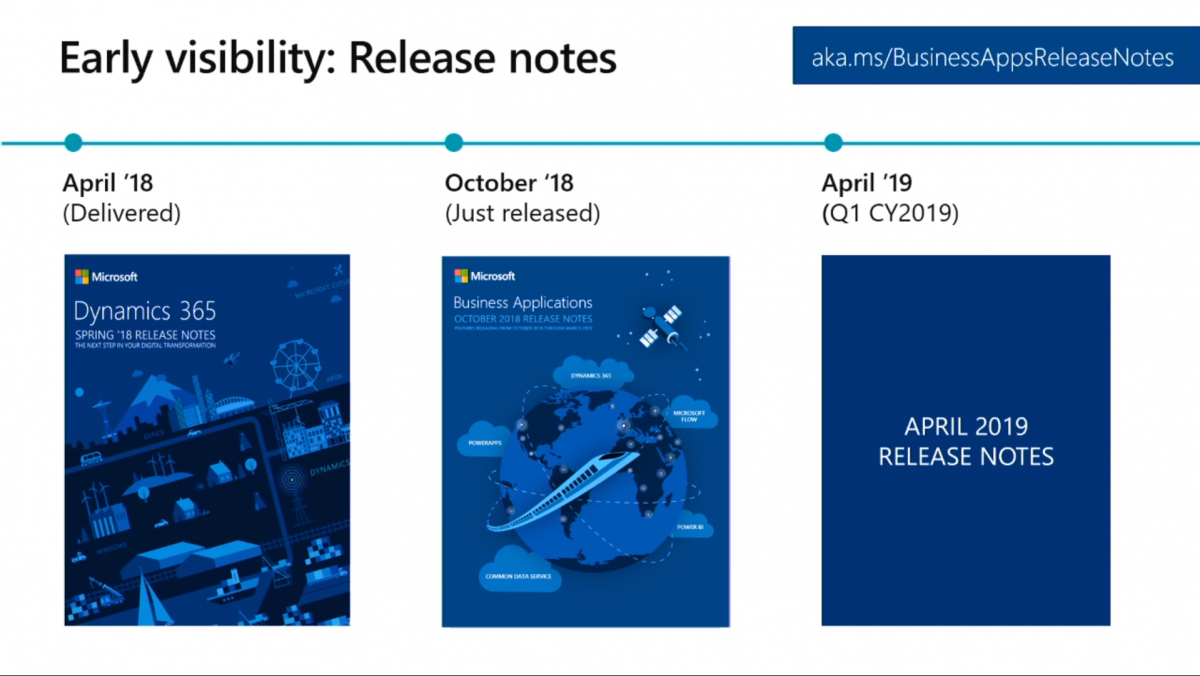 Early visibility: Release notes
aka.ms/BusinessAppsReleaseNotes
April ’18
(Delivered)
October ‘18
(Just released)
April ’19
(Q1 CY2019)
Microsoft
Dynamics 365
SPRING '18 RELEASE NOTES
THE NEXT STEP IN YOUR DIGITAL TRANSFORMATION
MICROSOFT CLOUD
XBOX
OFFICE
DYNAMICS
WINDOWS
Microsoft
Business Applications
OCTOBER 2018 RELEASE NOTES
FEATURES RELEASING FROM OCTOBER 2018 THROUGH MARCH 2019
DYNAMICS 365
MICROSOFT
FLOW
POWERAPPS
POWER BI
COMMON DATA SERVICE
APRIL 2019
RELEASE NOTES